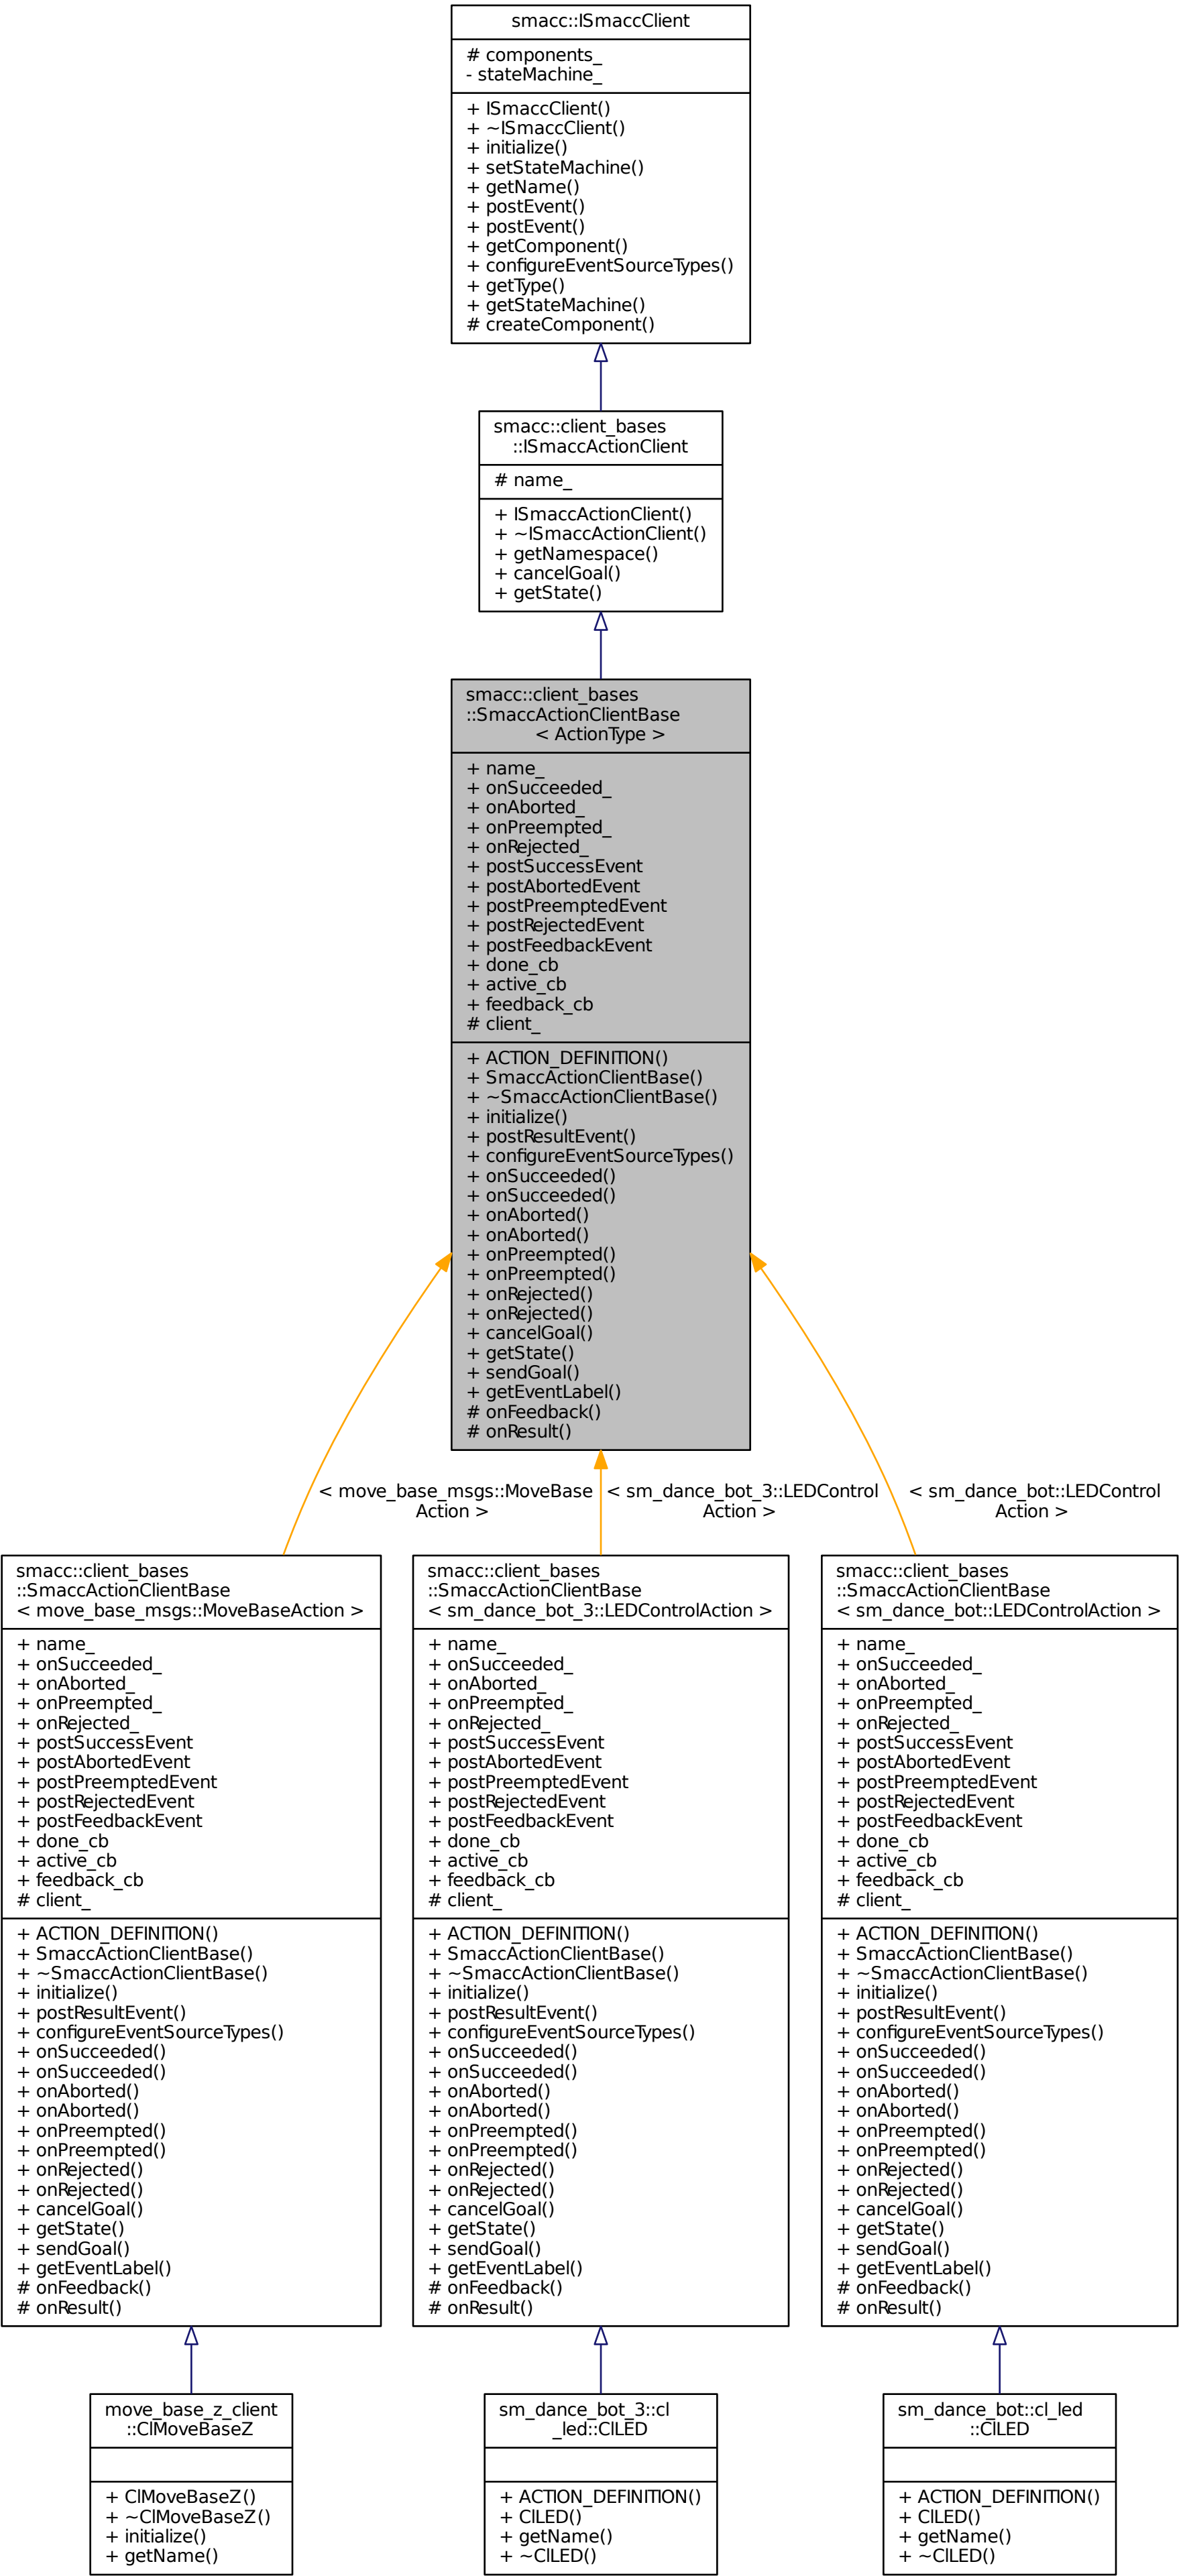 smacc::ISmaccClient
# components_
- stateMachine_
+ ISmaccClient()
+ ~ISmaccClient()
+ initialize()
+ setStateMachine()
+ getName()
+ postEvent()
+ postEvent()
+ getComponent()
+ configureEventSourceTypes()
+ getType()
+ getStateMachine()
# createComponent()
smacc::client_bases
::ISmaccActionClient
# name_
+ ISmaccActionClient()
+ ~ISmaccActionClient()
+ getNamespace()
+ cancelGoal()
+ getState()
smacc::client_bases
::SmaccActionClientBase
< ActionType >
+ name_
+ onSucceeded_
+ onAborted_
+ onPreempted_
+ onRejected_
+ postSuccessEvent
+ postAbortedEvent
+ postPreemptedEvent
+ postRejectedEvent
+ postFeedbackEvent
+ done_cb
+ active_cb
+ feedback_cb
# client_
+ ACTION_DEFINITION()
+ SmaccActionClientBase()
+ ~SmaccActionClientBase()
+ initialize()
+ postResultEvent()
+ configureEventSourceTypes()
+ onSucceeded()
+ onSucceeded()
+ onAborted()
+ onAborted()
+ onPreempted()
+ onPreempted()
+ onRejected()
+ onRejected()
+ cancelGoal()
+ getState()
+ sendGoal()
+ getEventLabel()
# onFeedback()
# onResult()
< move_base_msgs::MoveBase
Action >
< sm_dance_bot_3::LEDControl
Action >
< sm_dance_bot::LEDControl
Action >
smacc::client_bases
::SmaccActionClientBase
< move_base_msgs::MoveBaseAction >
+ name_
+ onSucceeded_
+ onAborted_
+ onPreempted_
+ onRejected_
+ postSuccessEvent
+ postAbortedEvent
+ postPreemptedEvent
+ postRejectedEvent
+ postFeedbackEvent
+ done_cb
+ active_cb
+ feedback_cb
# client_
+ ACTION_DEFINITION()
+ SmaccActionClientBase()
+ ~SmaccActionClientBase()
+ initialize()
+ postResultEvent()
+ configureEventSourceTypes()
+ onSucceeded()
+ onSucceeded()
+ onAborted()
+ onAborted()
+ onPreempted()
+ onPreempted()
+ onRejected()
+ onRejected()
+ cancelGoal()
+ getState()
+ sendGoal()
+ getEventLabel()
# onFeedback()
# onResult()
smacc::client_bases
::SmaccActionClientBase
< sm_dance_bot_3::LEDControlAction >
+ name_
+ onSucceeded_
+ onAborted_
+ onPreempted_
+ onRejected_
+ postSuccessEvent
+ postAbortedEvent
+ postPreemptedEvent
+ postRejectedEvent
+ postFeedbackEvent
+ done_cb
+ active_cb
+ feedback_cb
# client_
+ ACTION_DEFINITION()
+ SmaccActionClientBase()
+ ~SmaccActionClientBase()
+ initialize()
+ postResultEvent()
+ configureEventSourceTypes()
+ onSucceeded()
+ onSucceeded()
+ onAborted()
+ onAborted()
+ onPreempted()
+ onPreempted()
+ onRejected()
+ onRejected()
+ cancelGoal()
+ getState()
+ sendGoal()
+ getEventLabel()
# onFeedback()
# onResult()
smacc::client_bases
::SmaccActionClientBase
< sm_dance_bot::LEDControlAction >
+ name_
+ onSucceeded_
+ onAborted_
+ onPreempted_
+ onRejected_
+ postSuccessEvent
+ postAbortedEvent
+ postPreemptedEvent
+ postRejectedEvent
+ postFeedbackEvent
+ done_cb
+ active_cb
+ feedback_cb
# client_
+ ACTION_DEFINITION()
+ SmaccActionClientBase()
+ ~SmaccActionClientBase()
+ initialize()
+ postResultEvent()
+ configureEventSourceTypes()
+ onSucceeded()
+ onSucceeded()
+ onAborted()
+ onAborted()
+ onPreempted()
+ onPreempted()
+ onRejected()
+ onRejected()
+ cancelGoal()
+ getState()
+ sendGoal()
+ getEventLabel()
# onFeedback()
# onResult()
move_base_z_client
::ClMoveBaseZ
+ ClMoveBaseZ()
+ ~ClMoveBaseZ()
+ initialize()
+ getName()
sm_dance_bot_3::cl
_led::ClLED
+ ACTION_DEFINITION()
+ ClLED()
+ getName()
+ ~ClLED()
sm_dance_bot::cl_led
::ClLED
+ ACTION_DEFINITION()
+ ClLED()
+ getName()
+ ~ClLED()